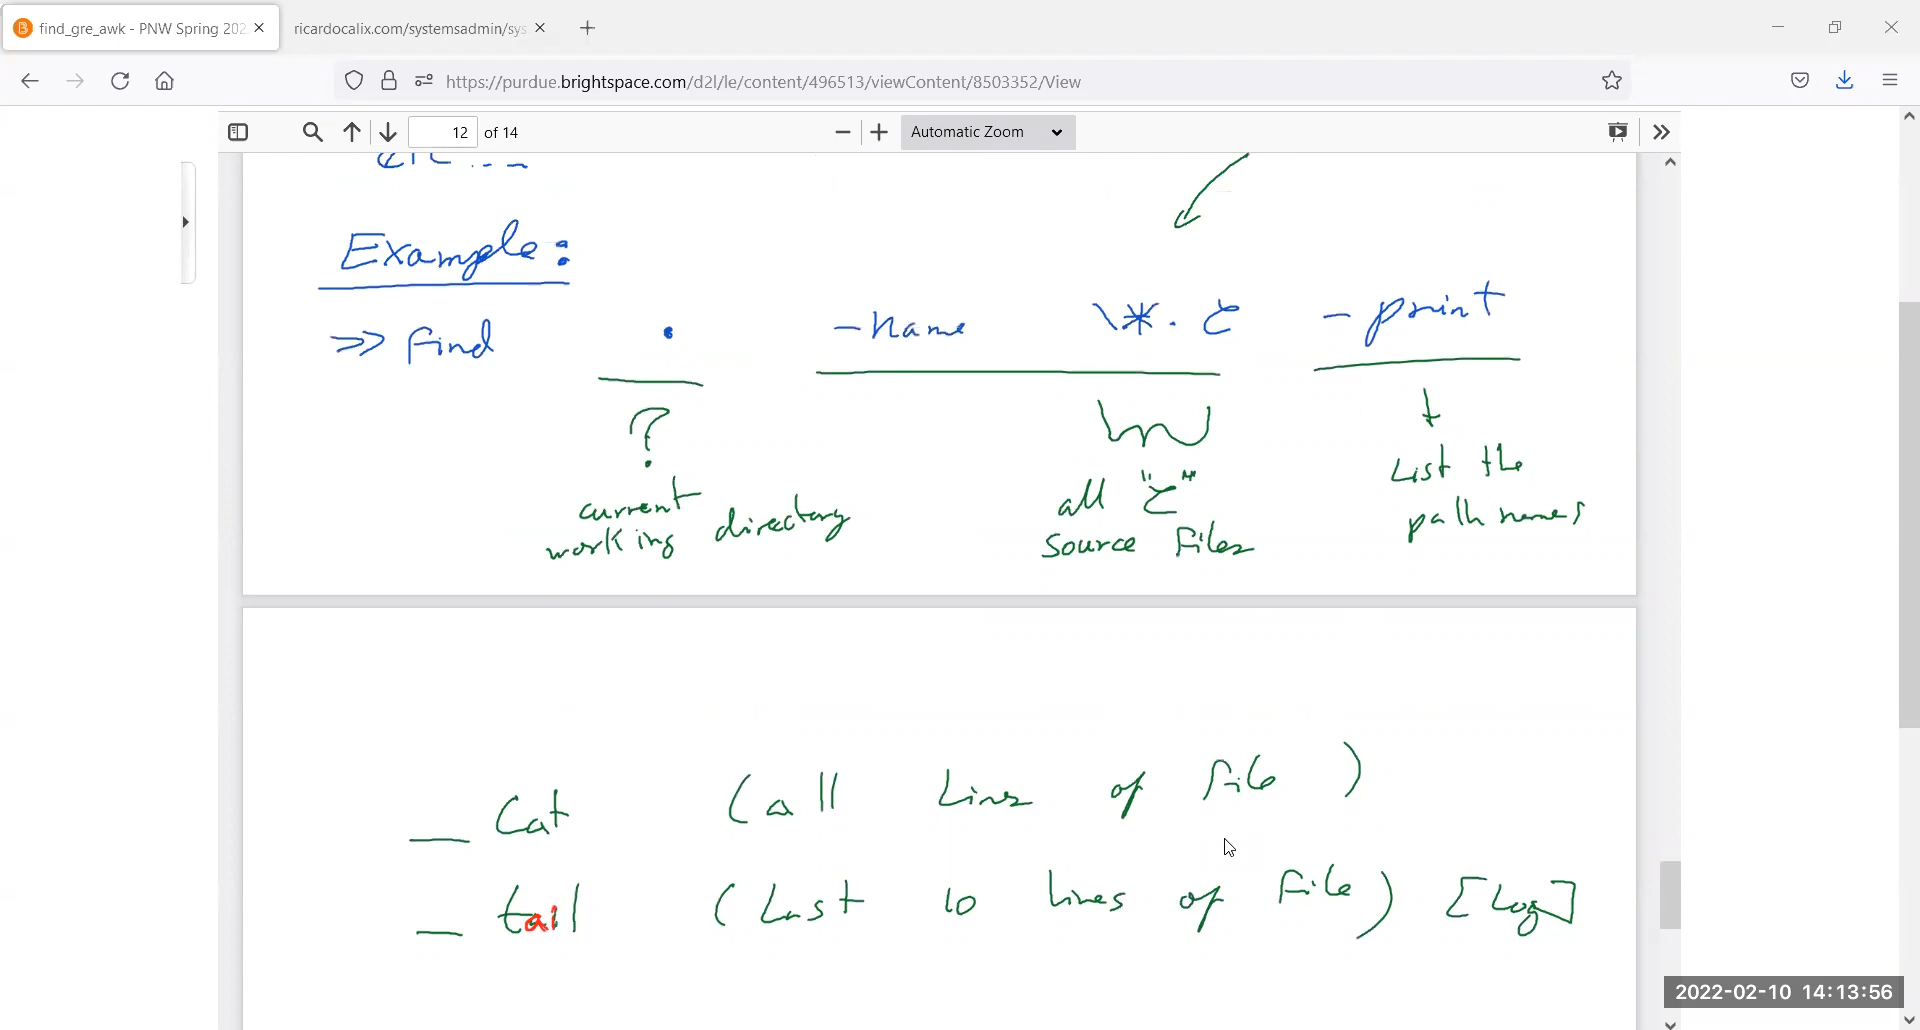 find_gre_awk - PNW Spring 202
ricardocalix.com/systemsadmin/sys
https://purdue.brightspace.com/d2l/le/content/496513/viewContent/8503352/View
12 of 14
Automatic Zoom
etc ...
Example:
>> find . -name \*.c -print
?
current working directory
all "c" source files
List the path names
— Cat (all lines of file)
— tail (Last 10 lines of file) [Log]
2022-02-10 14:13:56